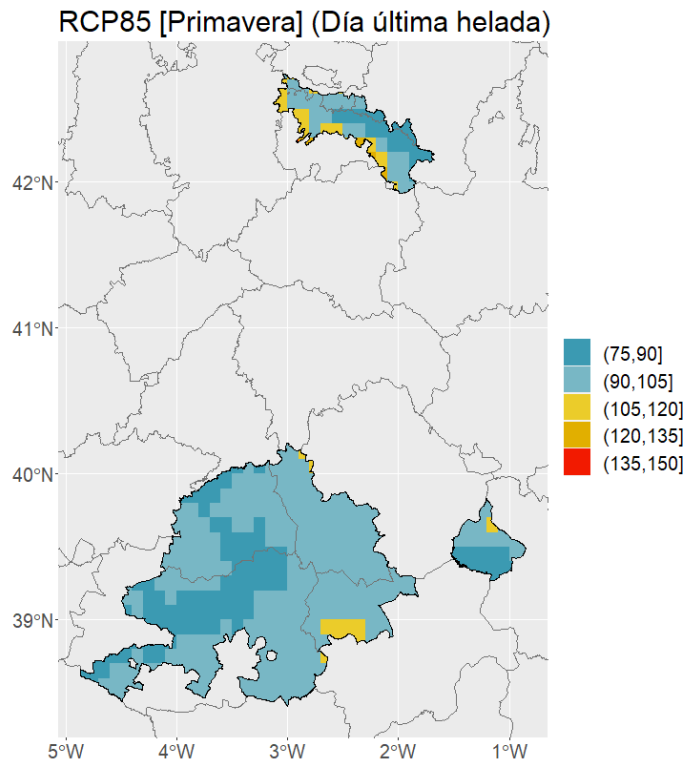 RCP85 [Primavera] (Día última helada)
42°N
41°N
40°N
39°N
5°W
4°W
3°W
2°W
1°W
(75,90]
(90,105]
(105,120]
(120,135]
(135,150]